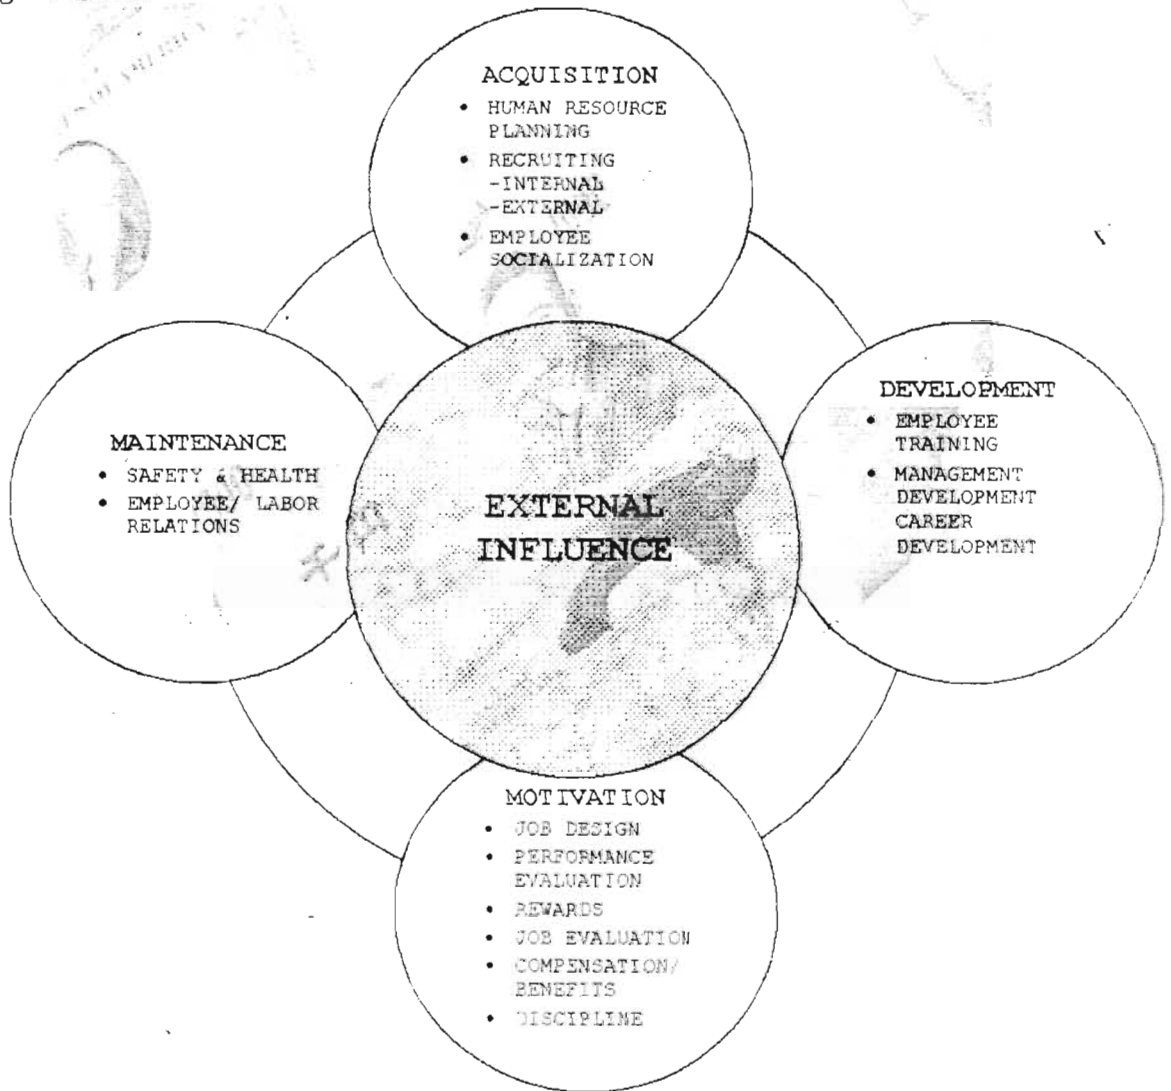 ACQUISITION
• HUMAN RESOURCE
PLANNING
• RECRUITING
-INTERNAL
-EXTERNAL
• EMPLOYEE
SOCIALIZATION
MAINTENANCE
• SAFETY & HEALTH
• EMPLOYEE/ LABOR
RELATIONS
EXTERNAL
INFLUENCE
DEVELOPMENT
• EMPLOYEE
TRAINING
• MANAGEMENT
DEVELOPMENT
CAREER
DEVELOPMENT
MOTIVATION
• JOB DESIGN
• PERFORMANCE
EVALUATION
• REWARDS
• JOB EVALUATION
• COMPENSATION/
BENEFITS
• DISCIPLINE